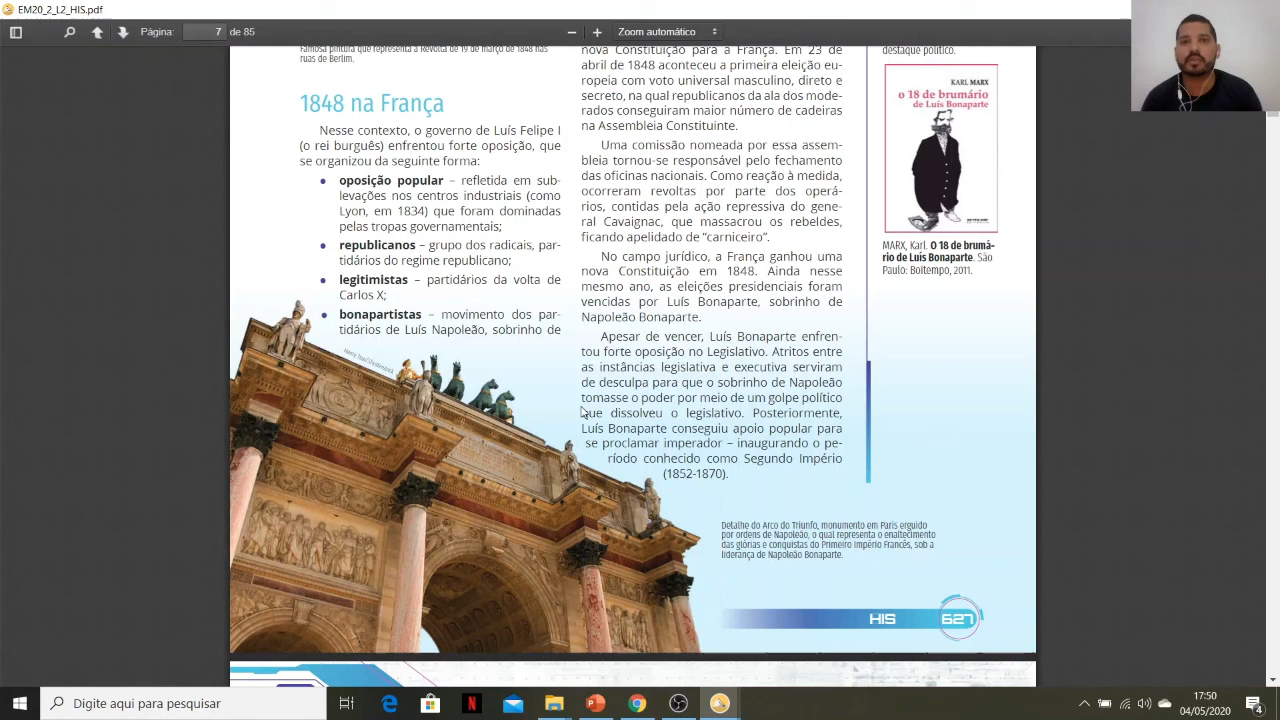 EM20_2_L2_HIS.pdf
Página: 7 de 85
Zoom automático
Famosa pintura que representa a Revolta de 19 de março de 1848 nas
ruas de Berlim.
1848 na França
Nesse contexto, o governo de Luís Felipe I
(o rei burguês) enfrentou forte oposição, que
se organizou da seguinte forma:
• oposição popular – refletida em sub-
levações nos centros industriais (como
Lyon, em 1834) que foram dominadas
pelas tropas governamentais;
• republicanos – grupo dos radicais, par-
tidários do regime republicano;
• legitimistas – partidários da volta de
Carlos X;
• bonapartistas – movimento dos par-
tidários de Luís Napoleão, sobrinho de
nova Constituição para a França. Em 23 de
abril de 1848 aconteceu a primeira eleição eu-
ropeia com voto universal masculino, direto e
secreto, na qual republicanos da ala dos mode-
rados conseguiram maior número de cadeiras
na Assembleia Constituinte.
Uma comissão nomeada por essa assem-
bleia tornou-se responsável pelo fechamento
das oficinas nacionais. Como reação à medida,
ocorreram revoltas por parte dos operá-
rios, contidas pela ação repressiva do gene-
ral Cavaignac, que massacrou os rebeldes,
ficando apelidado de “carniceiro”.
No campo jurídico, a França ganhou uma
nova Constituição em 1848. Ainda nesse
mesmo ano, as eleições presidenciais foram
vencidas por Luís Bonaparte, sobrinho de
Napoleão Bonaparte.
Apesar de vencer, Luís Bonaparte enfren-
tou forte oposição no Legislativo. Atritos entre
as instâncias legislativa e executiva serviram
de desculpa para que o sobrinho de Napoleão
tomasse o poder por meio de um golpe político
que dissolveu o legislativo. Posteriormente,
Luís Bonaparte conseguiu apoio popular para
se proclamar imperador – inaugurando o pe-
ríodo conhecido como Segundo Império
(1852-1870).
destaque político.
KARL MARX
o 18 de brumário
de Luís Bonaparte
MARX, Karl. O 18 de brumá-
rio de Luís Bonaparte. São
Paulo: Boitempo, 2011.
Detalhe do Arco do Triunfo, monumento em Paris erguido
por ordens de Napoleão, o qual representa o enaltecimento
das glórias e conquistas do Primeiro Império Francês, sob a
liderança de Napoleão Bonaparte.
HIS 627
Digite aqui para pesquisar
17:50
04/05/2020
4